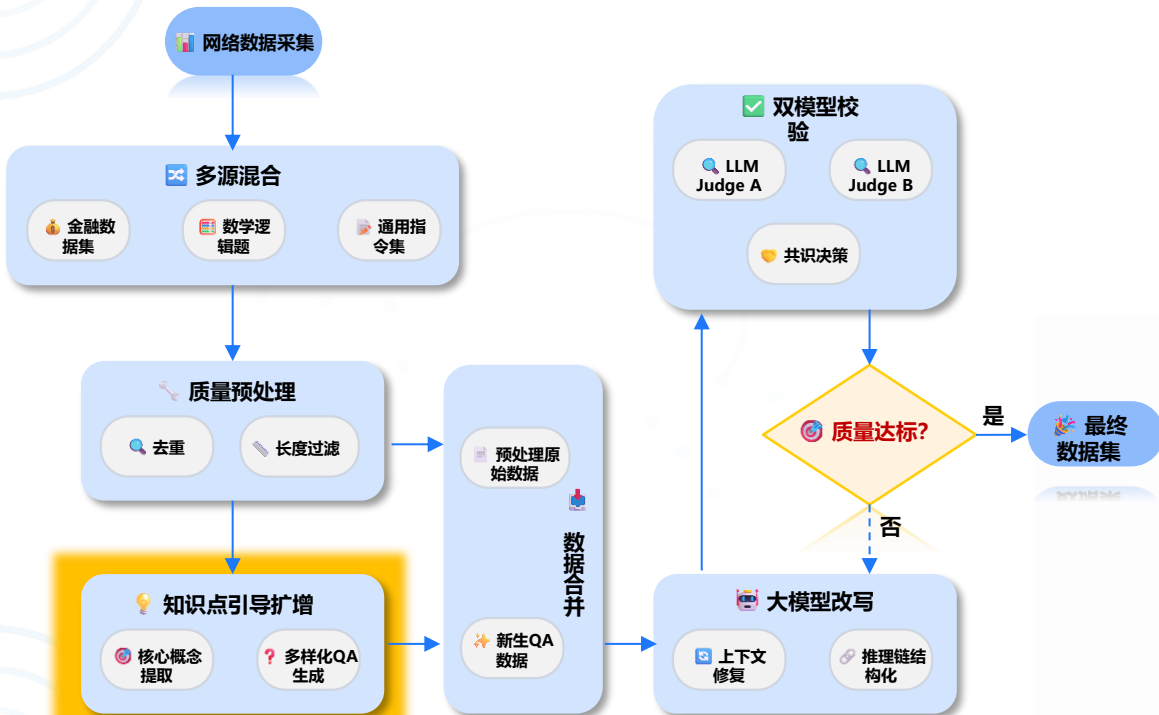 网络数据采集
多源混合
金融数
据集
数学逻
辑题
通用指
令集
质量预处理
去重
长度过滤
知识点引导扩增
核心概念
提取
多样化QA
生成
预处理原
始数据
数据合并
新生QA
数据
双模型校
验
LLM
Judge A
LLM
Judge B
共识决策
质量达标?
是
否
最终
数据集
大模型改写
上下文
修复
推理链结
构化